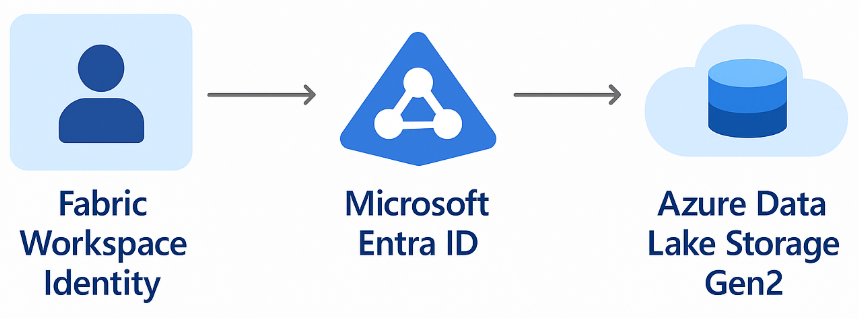 Fabric
Workspace
Identity
Microsoft
Entra ID
Azure Data
Lake Storage
Gen2